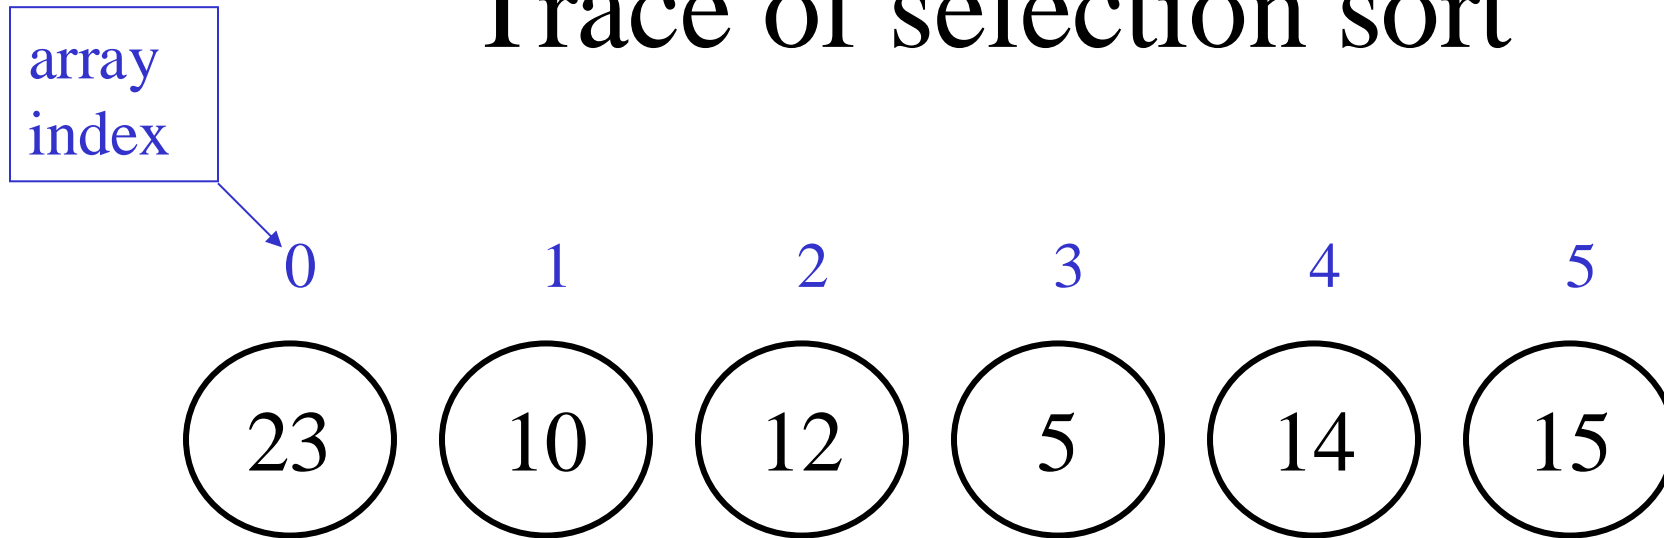 Trace of selection sort
array
index
0 1 2 3 4 5
23 10 12 5 14 15